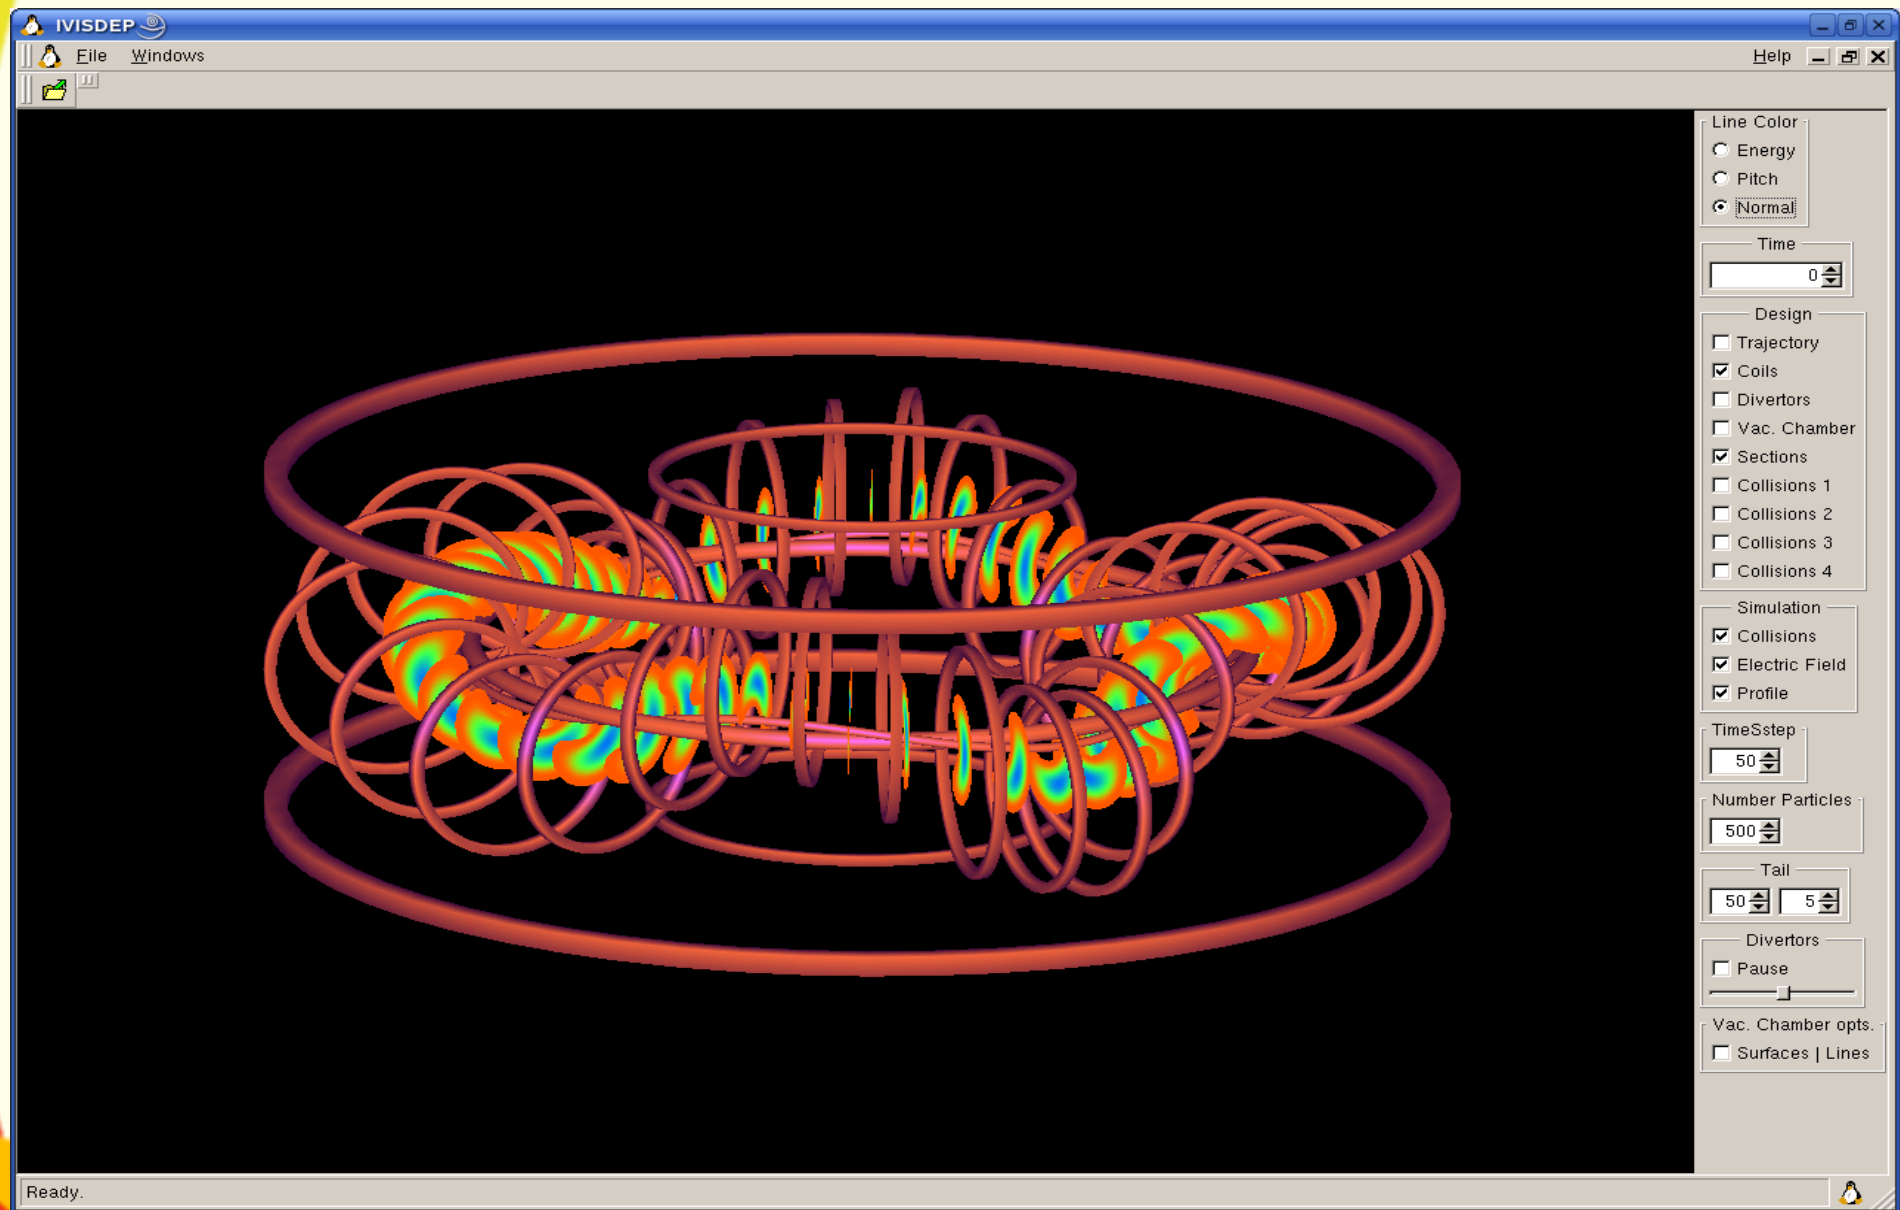 IVISDEP
File Windows Help
Line Color
Energy
Pitch
Normal
Time
0
Design
Trajectory
Coils
Divertors
Vac. Chamber
Sections
Collisions 1
Collisions 2
Collisions 3
Collisions 4
Simulation
Collisions
Electric Field
Profile
TimeSstep
50
Number Particles
500
Tail
50 5
Divertors
Pause
Vac. Chamber opts.
Surfaces | Lines
Ready.